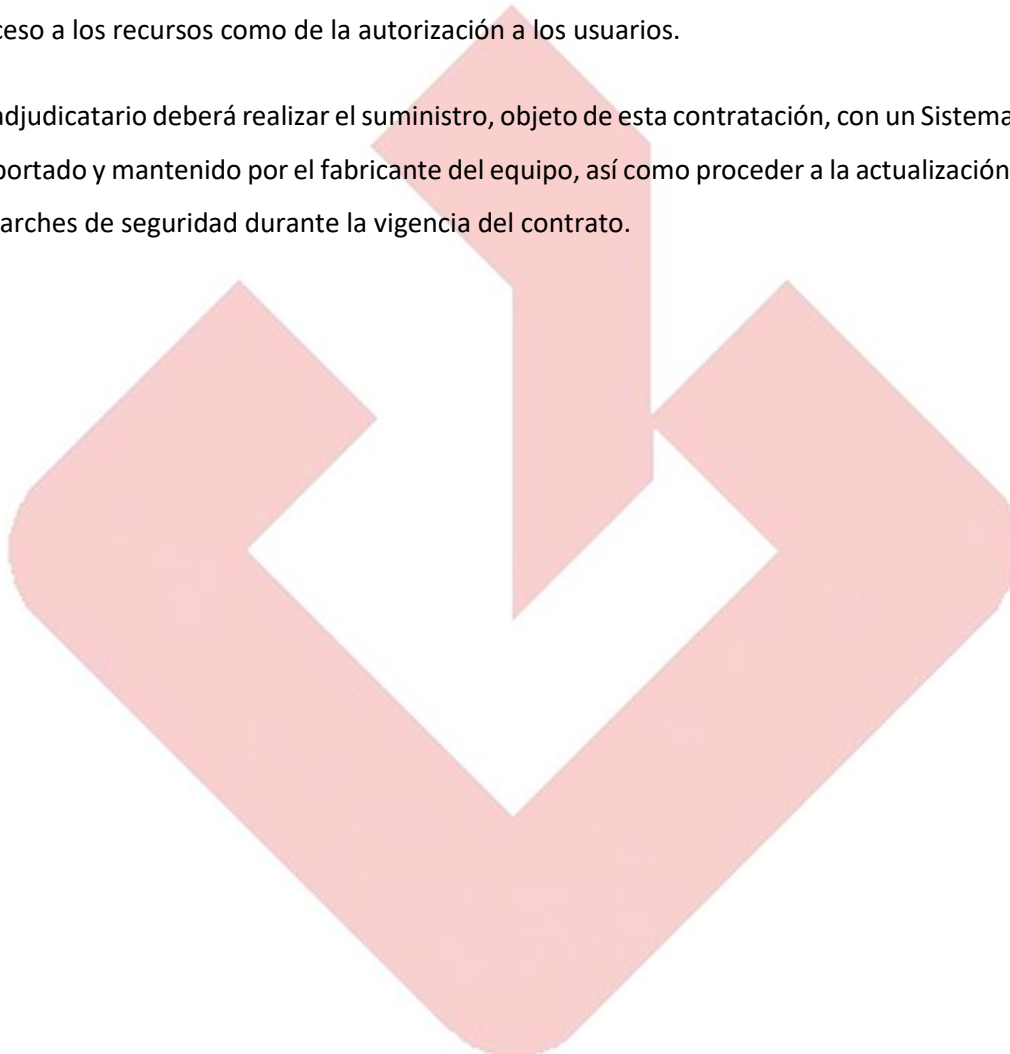 ceso a los recursos como de la autorización a los usuarios.
adjudicatario deberá realizar el suministro, objeto de esta contratación, con un Sistema
portado y mantenido por el fabricante del equipo, así como proceder a la actualización
arches de seguridad durante la vigencia del contrato.